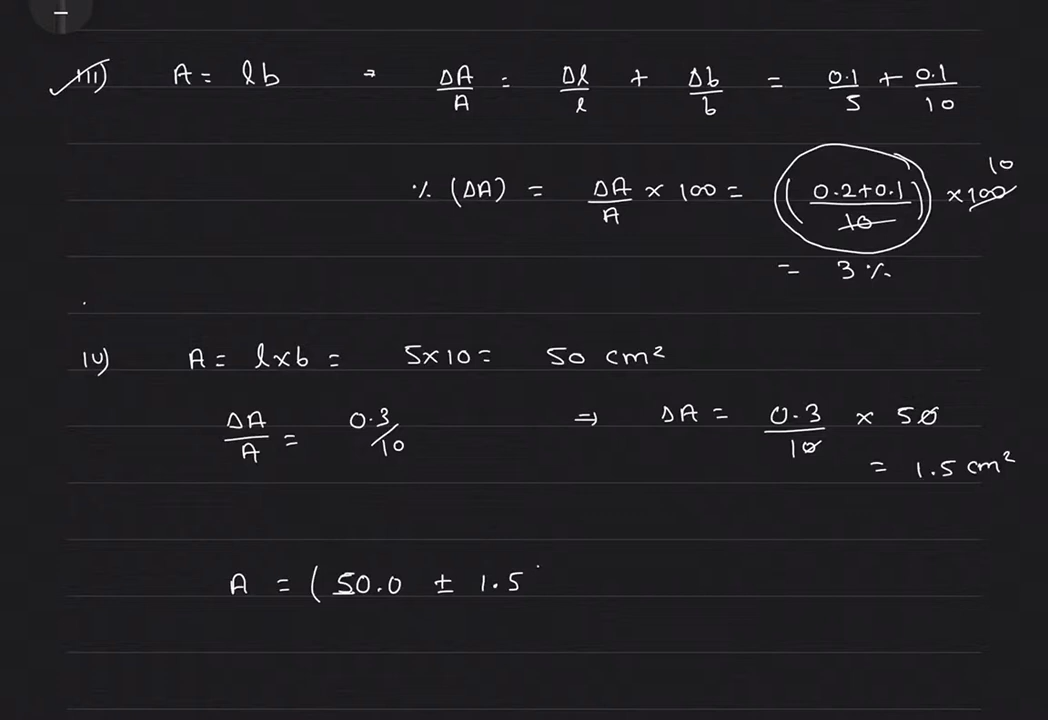 iii) A = lb ⇒ ΔA/A = Δl/l + Δb/b = 0.1/5 + 0.1/10
% (ΔA) = ΔA/A × 100 = ((0.2+0.1)/10) × 100 10
= 3 %
iv) A = l×b = 5×10 = 50 cm²
ΔA/A = 0.3/10 ⇒ ΔA = 0.3/10 × 50
= 1.5 cm²
A = ( 50.0 ± 1.5